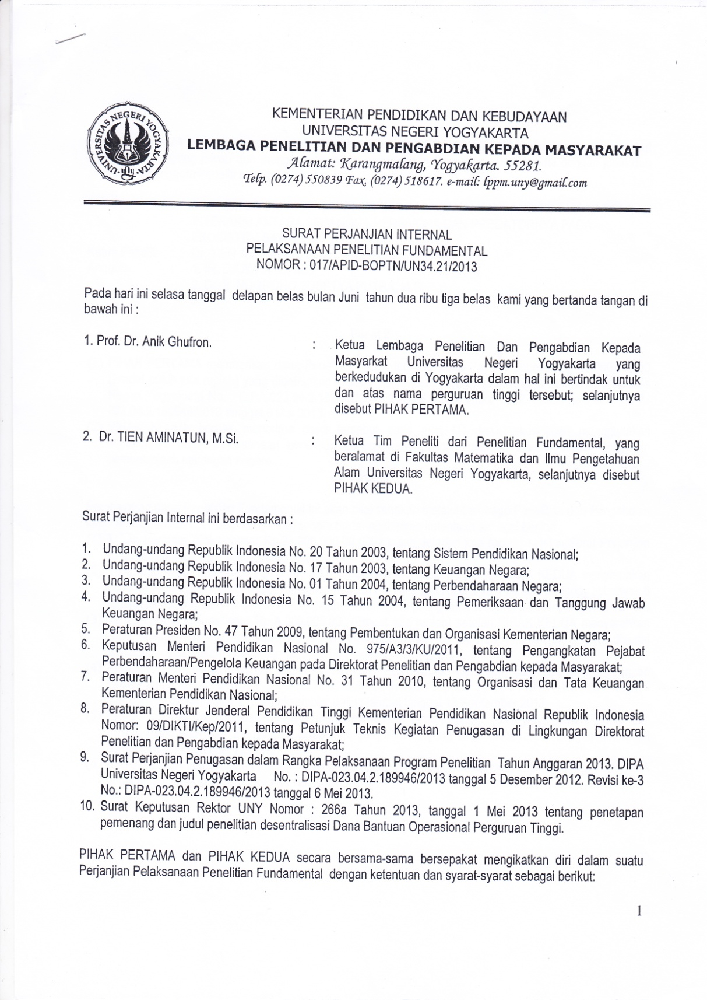 UNIVERSITAS NEGERI YOGYAKARTA
KEMENTERIAN PENDIDIKAN DAN KEBUDAYAAN
UNIVERSITAS NEGERI YOGYAKARTA
LEMBAGA PENELITIAN DAN PENGABDIAN KEPADA MASYARAKAT
Alamat: Karangmalang, Yogyakarta. 55281.
Telp. (0274) 550839 Fax. (0274) 518617. e-mail: lppm.uny@gmail.com
SURAT PERJANJIAN INTERNAL
PELAKSANAAN PENELITIAN FUNDAMENTAL
NOMOR : 017/APID-BOPTN/UN34.21/2013
Pada hari ini selasa tanggal delapan belas bulan Juni tahun dua ribu tiga belas kami yang bertanda tangan di
bawah ini :
1. Prof. Dr. Anik Ghufron. : Ketua Lembaga Penelitian Dan Pengabdian Kepada
Masyarkat Universitas Negeri Yogyakarta yang
berkedudukan di Yogyakarta dalam hal ini bertindak untuk
dan atas nama perguruan tinggi tersebut; selanjutnya
disebut PIHAK PERTAMA.
2. Dr. TIEN AMINATUN, M.Si. : Ketua Tim Peneliti dari Penelitian Fundamental, yang
beralamat di Fakultas Matematika dan Ilmu Pengetahuan
Alam Universitas Negeri Yogyakarta, selanjutnya disebut
PIHAK KEDUA.
Surat Perjanjian Internal ini berdasarkan :
1. Undang-undang Republik Indonesia No. 20 Tahun 2003, tentang Sistem Pendidikan Nasional;
2. Undang-undang Republik Indonesia No. 17 Tahun 2003, tentang Keuangan Negara;
3. Undang-undang Republik Indonesia No. 01 Tahun 2004, tentang Perbendaharaan Negara;
4. Undang-undang Republik Indonesia No. 15 Tahun 2004, tentang Pemeriksaan dan Tanggung Jawab
Keuangan Negara;
5. Peraturan Presiden No. 47 Tahun 2009, tentang Pembentukan dan Organisasi Kementerian Negara;
6. Keputusan Menteri Pendidikan Nasional No. 975/A3/3/KU/2011, tentang Pengangkatan Pejabat
Perbendaharaan/Pengelola Keuangan pada Direktorat Penelitian dan Pengabdian kepada Masyarakat;
7. Peraturan Menteri Pendidikan Nasional No. 31 Tahun 2010, tentang Organisasi dan Tata Keuangan
Kementerian Pendidikan Nasional;
8. Peraturan Direktur Jenderal Pendidikan Tinggi Kementerian Pendidikan Nasional Republik Indonesia
Nomor: 09/DIKTI/Kep/2011, tentang Petunjuk Teknis Kegiatan Penugasan di Lingkungan Direktorat
Penelitian dan Pengabdian kepada Masyarakat;
9. Surat Perjanjian Penugasan dalam Rangka Pelaksanaan Program Penelitian Tahun Anggaran 2013. DIPA
Universitas Negeri Yogyakarta No. : DIPA-023.04.2.189946/2013 tanggal 5 Desember 2012. Revisi ke-3
No.: DIPA-023.04.2.189946/2013 tanggal 6 Mei 2013.
10. Surat Keputusan Rektor UNY Nomor : 266a Tahun 2013, tanggal 1 Mei 2013 tentang penetapan
pemenang dan judul penelitian desentralisasi Dana Bantuan Operasional Perguruan Tinggi.
PIHAK PERTAMA dan PIHAK KEDUA secara bersama-sama bersepakat mengikatkan diri dalam suatu
Perjanjian Pelaksanaan Penelitian Fundamental dengan ketentuan dan syarat-syarat sebagai berikut:
1